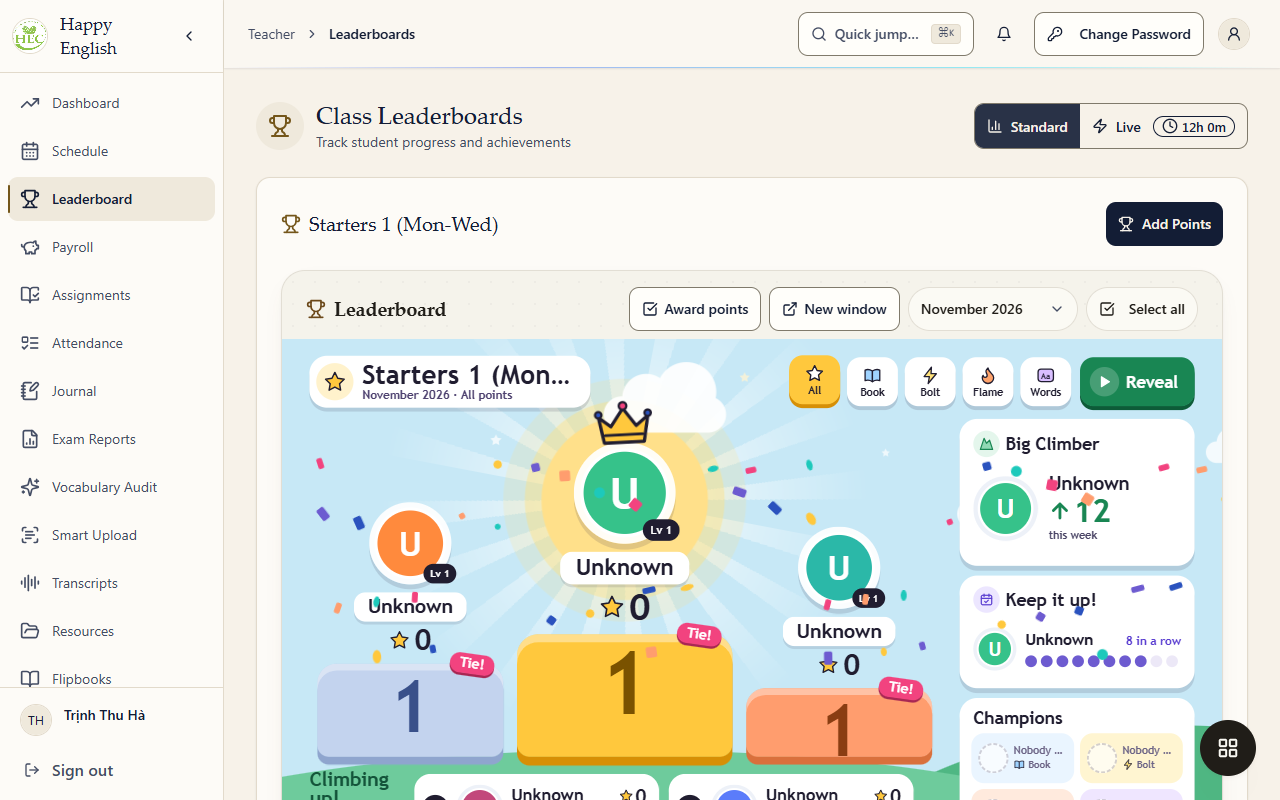 HEC
Happy
English
Teacher
Leaderboards
Quick jump...
⌘K
Change Password
Dashboard
Schedule
Leaderboard
Payroll
Assignments
Attendance
Journal
Exam Reports
Vocabulary Audit
Smart Upload
Transcripts
Resources
Flipbooks
TH
Trịnh Thu Hà
Sign out
Class Leaderboards
Track student progress and achievements
Standard
Live
12h 0m
Starters 1 (Mon-Wed)
Add Points
Leaderboard
Award points
New window
November 2026
Select all
Starters 1 (Mon...
November 2026 · All points
All
Book
Bolt
Flame
Aa
Words
Reveal
U
Lv 1
Unknown
0
Tie!
1
U
Lv 1
Unknown
0
Tie!
1
U
Lv 1
Unknown
0
Tie!
1
Big Climber
U
Unknown
12
this week
Keep it up!
U
Unknown
8 in a row
Champions
Nobody ...
Book
Nobody ...
Bolt
Climbing
up!
Unknown
0
Unknown
0